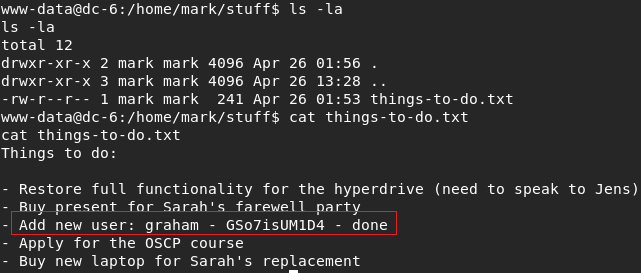 www-data@dc-6:/home/mark/stuff$ ls -la
ls -la
total 12
drwxr-xr-x 2 mark mark 4096 Apr 26 01:56 .
drwxr-xr-x 3 mark mark 4096 Apr 26 13:28 ..
-rw-r--r-- 1 mark mark  241 Apr 26 01:53 things-to-do.txt
www-data@dc-6:/home/mark/stuff$ cat things-to-do.txt
cat things-to-do.txt
Things to do:
- Restore full functionality for the hyperdrive (need to speak to Jens)
- Buy present for Sarah's farewell party
- Add new user: graham - GSo7isUM1D4 - done
- Apply for the OSCP course
- Buy new laptop for Sarah's replacement